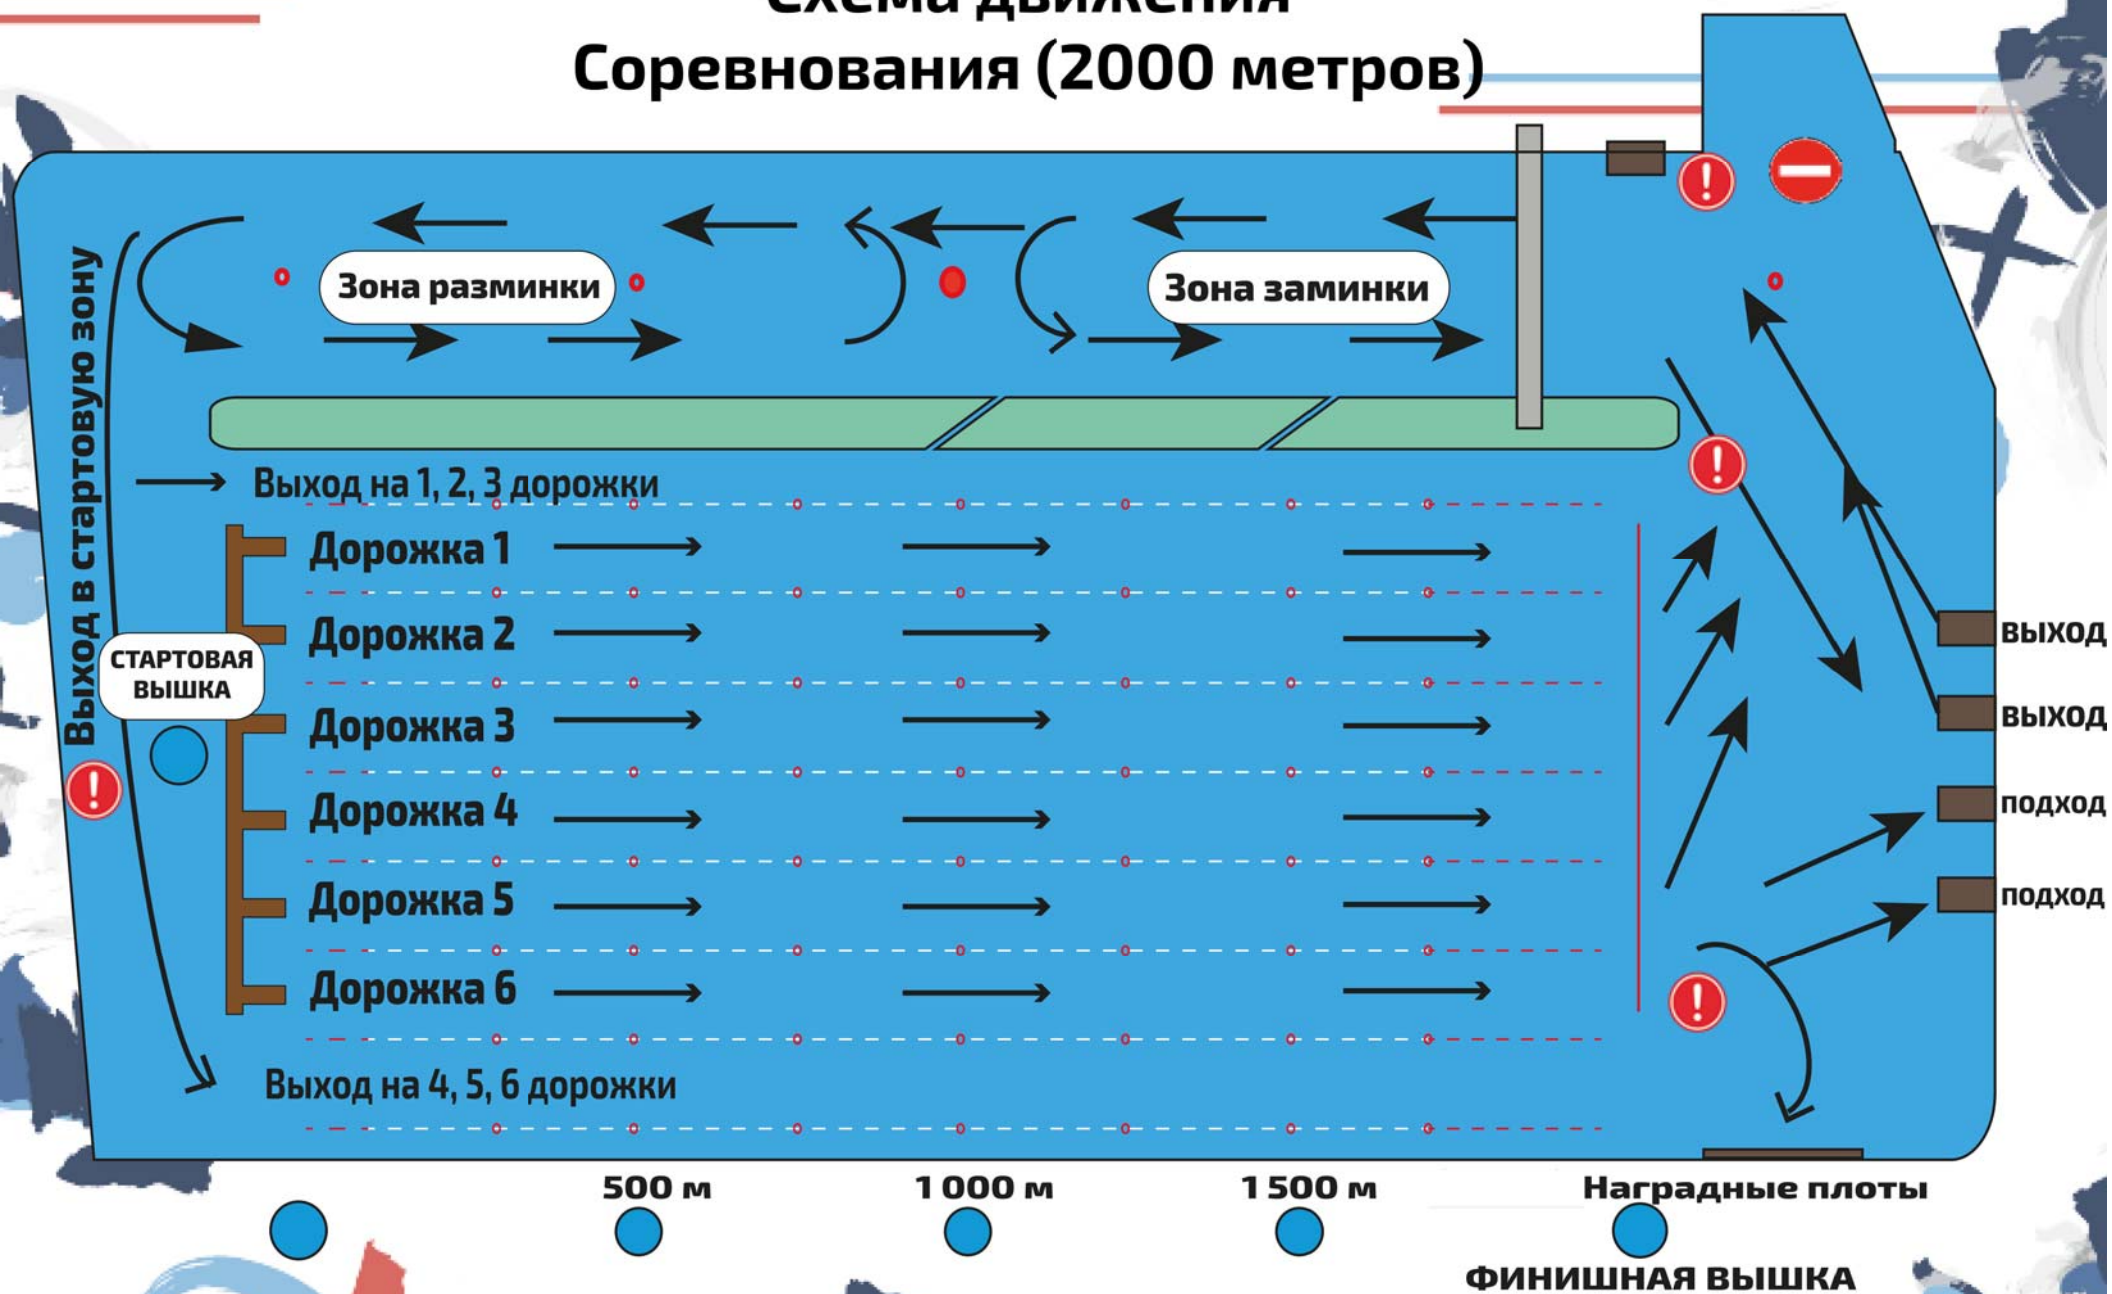 Схема движения
Соревнования (2000 метров)
Зона разминки
Зона заминки
Выход в стартовую зону
Выход на 1, 2, 3 дорожки
Дорожка 1
Дорожка 2
СТАРТОВАЯ
ВЫШКА
Дорожка 3
Дорожка 4
Дорожка 5
Дорожка 6
Выход на 4, 5, 6 дорожки
ВЫХОД
ВЫХОД
ПОДХОД
ПОДХОД
500 м
1 000 м
1 500 м
Наградные плоты
ФИНИШНАЯ ВЫШКА